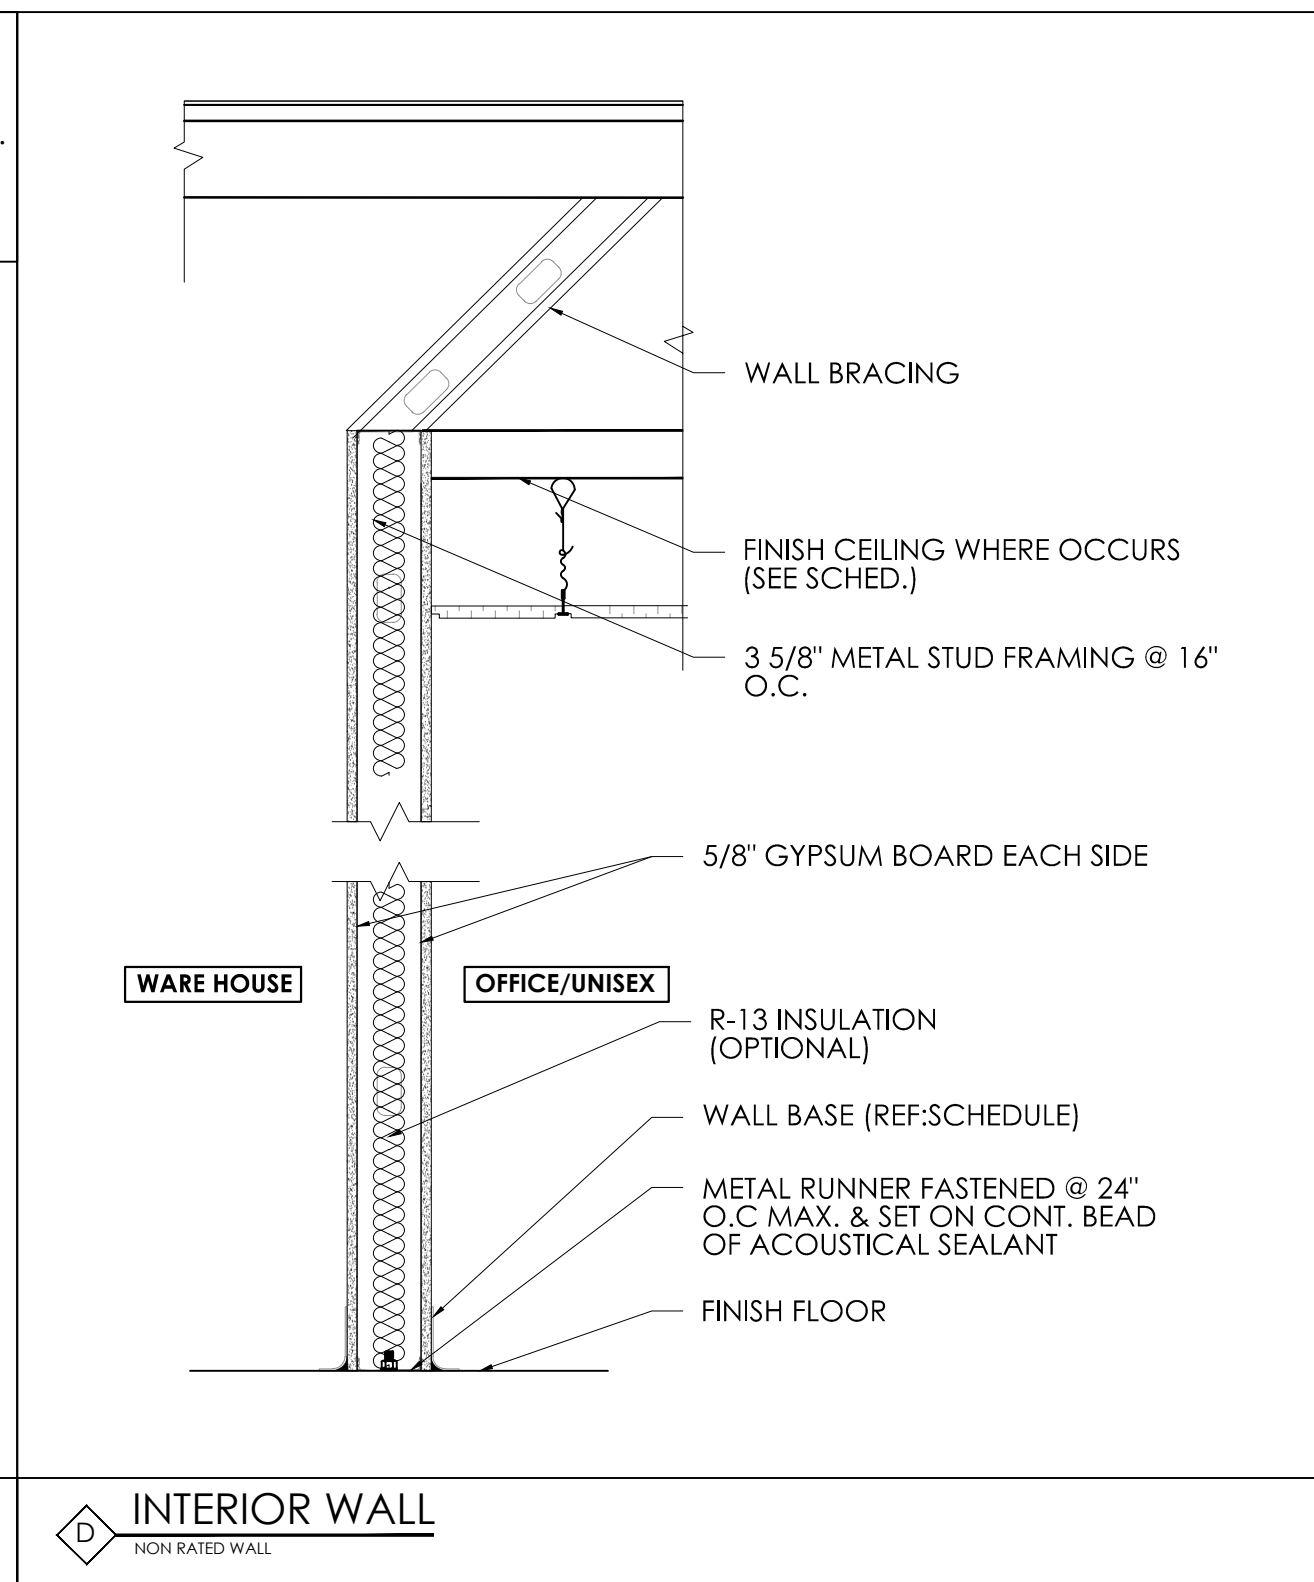 WALL BRACING
FINISH CEILING WHERE OCCURS
(SEE SCHED.)
3 5/8" METAL STUD FRAMING @ 16"
O.C.
5/8" GYPSUM BOARD EACH SIDE
WARE HOUSE
OFFICE/UNISEX
R-13 INSULATION
(OPTIONAL)
WALL BASE (REF:SCHEDULE)
METAL RUNNER FASTENED @ 24"
O.C MAX. & SET ON CONT. BEAD
OF ACOUSTICAL SEALANT
FINISH FLOOR
D
INTERIOR WALL
NON RATED WALL